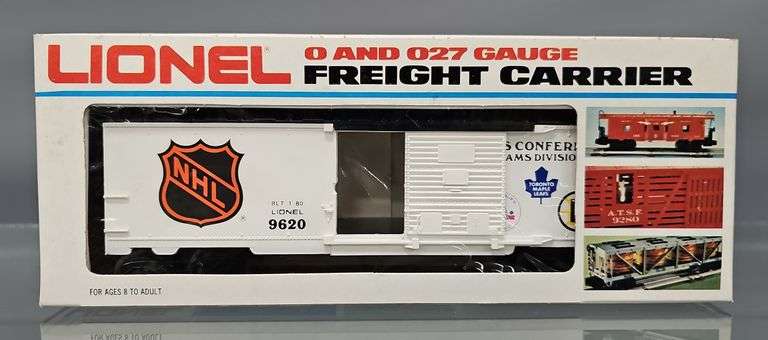 LIONEL
O AND O27 GAUGE
FREIGHT CARRIER
NHL
®
BLT 1-80
LIONEL
9620
S CONFER
AMS DIVISIO
TORONTO
MAPLE
LEAFS
A.T.S.F.
9280
FOR AGES 8 TO ADULT